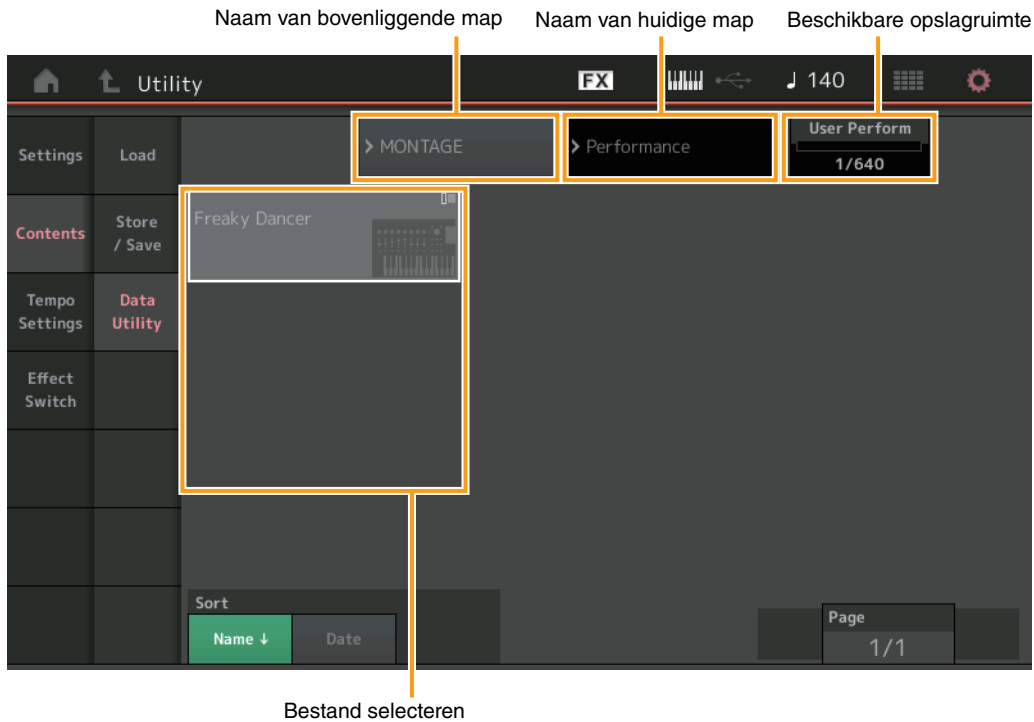 Naam van bovenliggende map
Naam van huidige map
Beschikbare opslagruimte
Utility
FX
140
Settings
Load
MONTAGE
Performance
User Perform
1/640
Contents
Store
/ Save
Freaky Dancer
Tempo
Settings
Data
Utility
Effect
Switch
Sort
Name ↓
Date
Page
1/1
Bestand selecteren